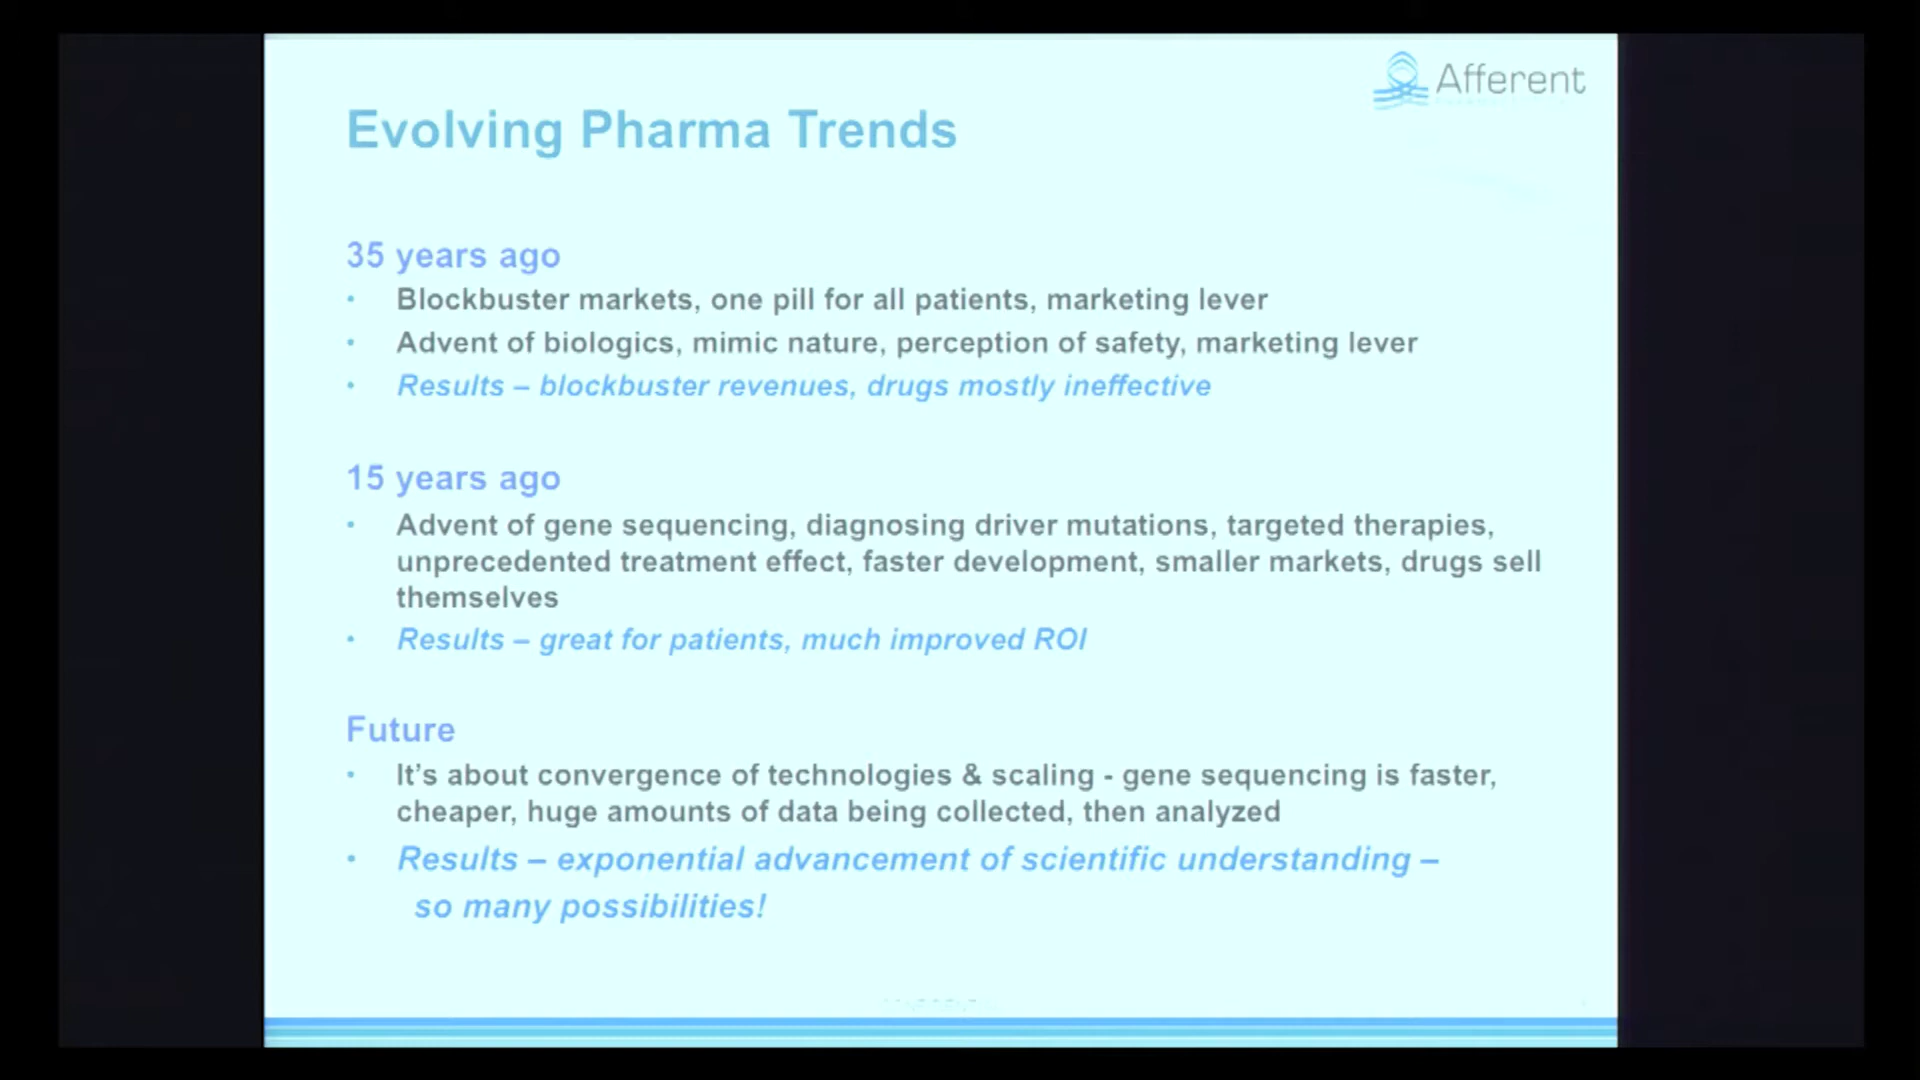 Afferent
Evolving Pharma Trends
35 years ago
• Blockbuster markets, one pill for all patients, marketing lever
• Advent of biologics, mimic nature, perception of safety, marketing lever
• Results – blockbuster revenues, drugs mostly ineffective
15 years ago
• Advent of gene sequencing, diagnosing driver mutations, targeted therapies,
unprecedented treatment effect, faster development, smaller markets, drugs sell
themselves
• Results – great for patients, much improved ROI
Future
• It’s about convergence of technologies & scaling - gene sequencing is faster,
cheaper, huge amounts of data being collected, then analyzed
• Results – exponential advancement of scientific understanding –
so many possibilities!